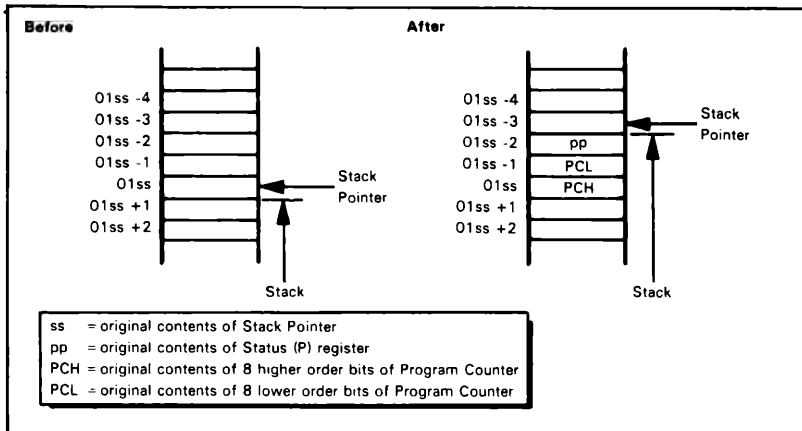 Before
After
01ss -4
01ss -3
01ss -2
01ss -1
01ss
01ss +1
01ss +2
Stack
Pointer
Stack
01ss -4
01ss -3
01ss -2
01ss -1
01ss
01ss +1
01ss +2
pp
PCL
PCH
Stack
Pointer
Stack
ss = original contents of Stack Pointer
pp = original contents of Status (P) register
PCH = original contents of 8 higher order bits of Program Counter
PCL = original contents of 8 lower order bits of Program Counter